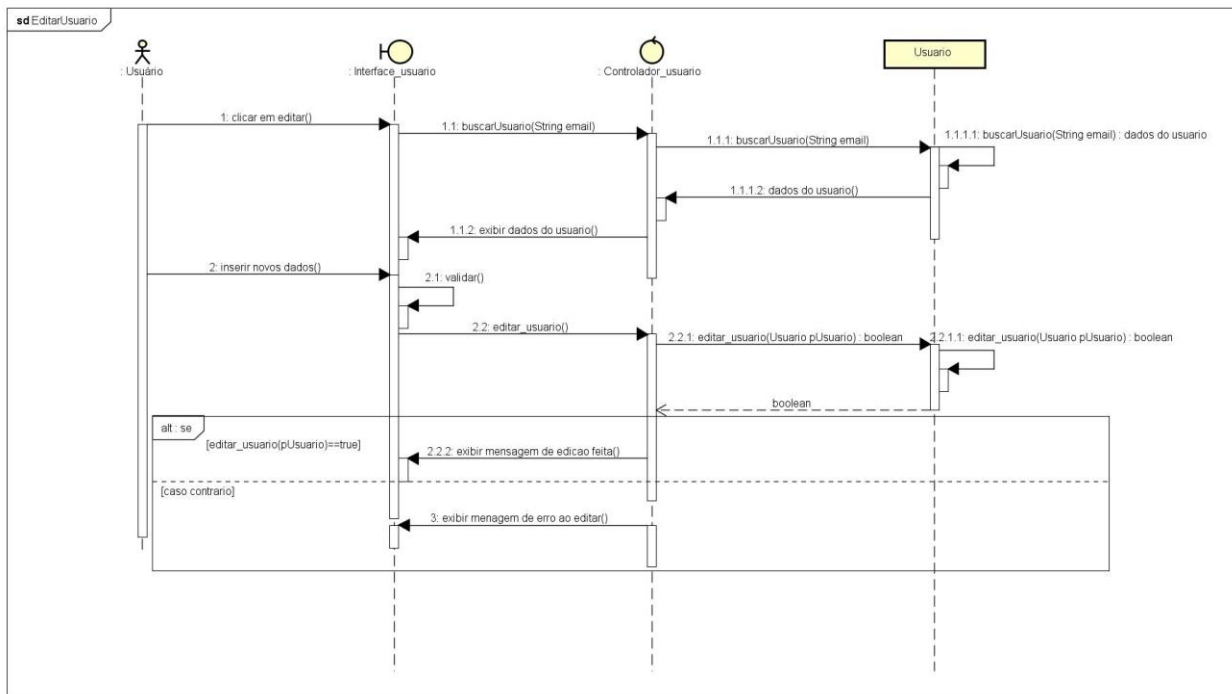 sd EditarUsuario
: Usuário
: Interface_usuario
: Controlador_usuario
Usuario
1: clicar em editar()
1.1: buscarUsuario(String email)
1.1.1: buscarUsuario(String email)
1.1.1.1: buscarUsuario(String email) : dados do usuario
1.1.1.2: dados do usuario()
1.1.2: exibir dados do usuario()
2: inserir novos dados()
2.1: validar()
2.2: editar_usuario()
2.2.1: editar_usuario(Usuario pUsuario) : boolean
2.2.1.1: editar_usuario(Usuario pUsuario) : boolean
boolean
alt : se
[editar_usuario(pUsuario)==true]
2.2.2: exibir mensagem de edicao feita()
[caso contrario]
3: exibir menagem de erro ao editar()